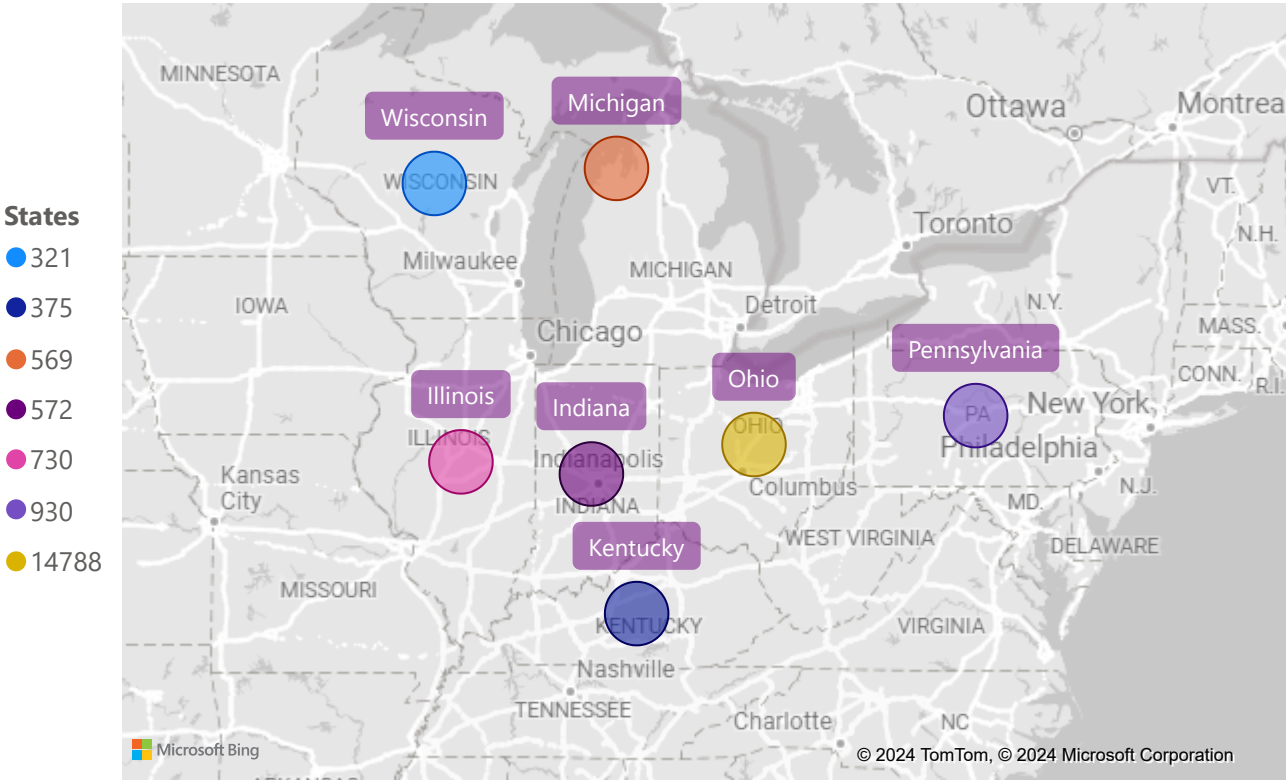 States
321
375
569
572
730
930
14788
MINNESOTA
Michigan
Wisconsin
Ottawa
Montrea
WISCONSIN
VT.
Toronto
N.H.
Milwaukee
MICHIGAN
IOWA
Detroit
N.Y.
MASS.
Chicago
Pennsylvania
CONN.
R.I.
Ohio
Illinois
Indiana
PA
New York
OHIO
ILLINOIS
Philadelphia
Indianapolis
Kansas
City
Columbus
N.J.
INDIANA
MD.
WEST VIRGINIA
DELAWARE
Kentucky
MISSOURI
KENTUCKY
VIRGINIA
Nashville
TENNESSEE
Charlotte
NC
Microsoft Bing
© 2024 TomTom, © 2024 Microsoft Corporation
ARKANSAS